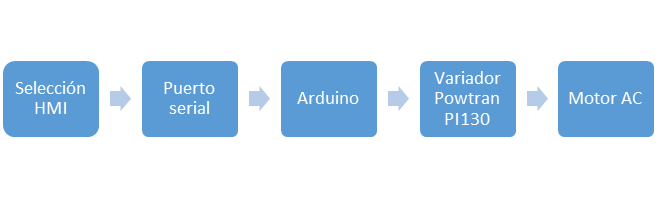 Selección
HMI
Puerto
serial
Arduino
Variador
Powtran
PI130
Motor AC